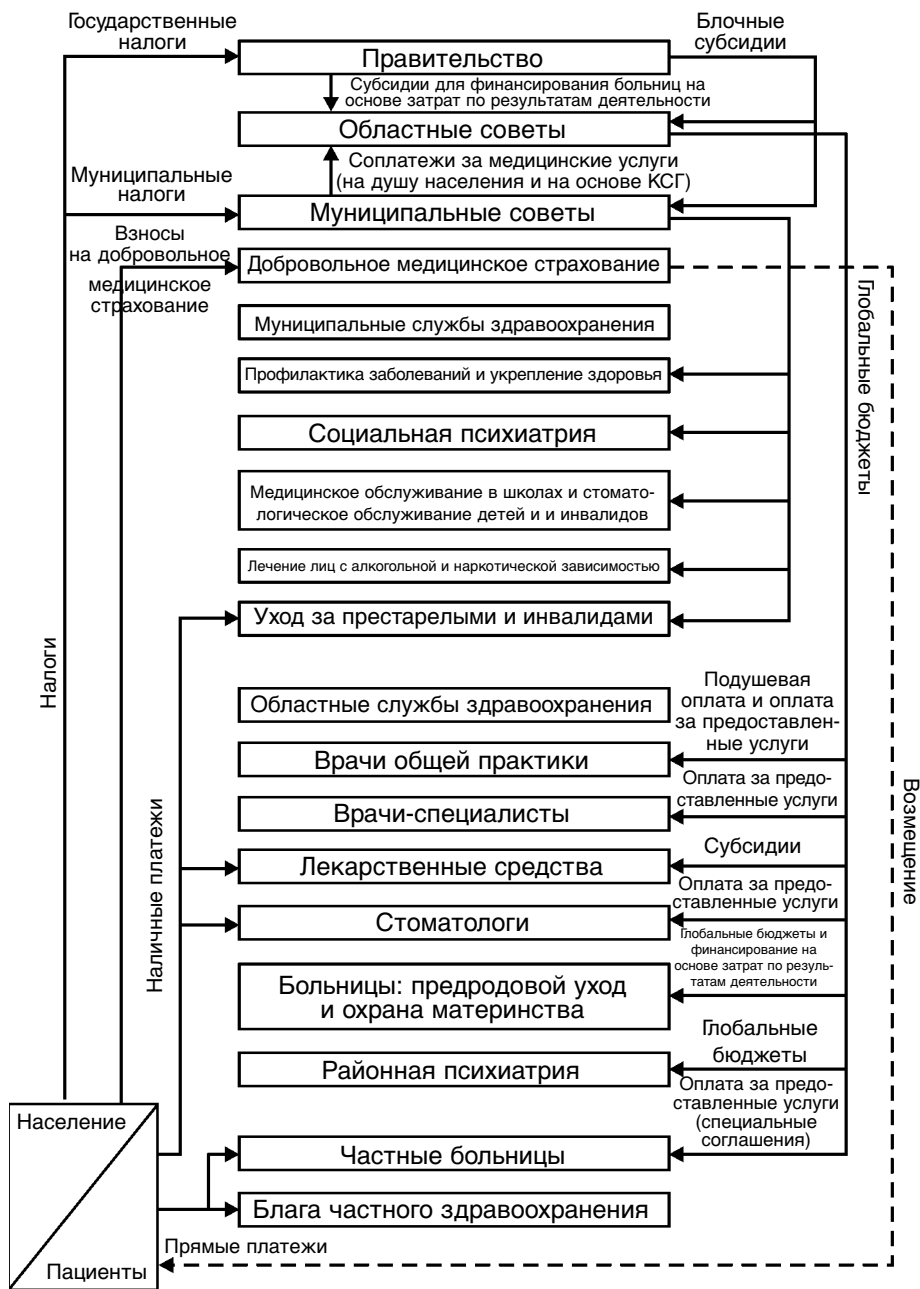 Государственные
налоги
Блочные
субсидии
Правительство
Субсидии для финансирования больниц на
основе затрат по результатам деятельности
Областные советы
Соплатежи за медицинские услуги
(на душу населения и на основе КСГ)
Муниципальные
налоги
Муниципальные советы
Взносы
на добровольное
медицинское
страхование
Добровольное медицинское страхование
Муниципальные службы здравоохранения
Глобальные бюджеты
Профилактика заболеваний и укрепление здоровья
Социальная психиатрия
Медицинское обслуживание в школах и стомато-
логическое обслуживание детей и и инвалидов
Лечение лиц с алкогольной и наркотической зависимостью
Уход за престарелыми и инвалидами
Налоги
Областные службы здравоохранения
Подушевая
оплата и оплата
за предоставлен-
ные услуги
Врачи общей практики
Оплата за предо-
ставленные услуги
Врачи-специалисты
Возмещение
Наличные платежи
Субсидии
Лекарственные средства
Оплата за предо-
ставленные услуги
Стоматологи
Глобальные бюджеты и
финансирование на
основе затрат по резуль-
татам деятельности
Больницы: предродовой уход
и охрана материнства
Глобальные
бюджеты
Районная психиатрия
Оплата за предо-
ставленные услуги
(специальные
соглашения)
Население
Частные больницы
Блага частного здравоохранения
Прямые платежи
Пациенты